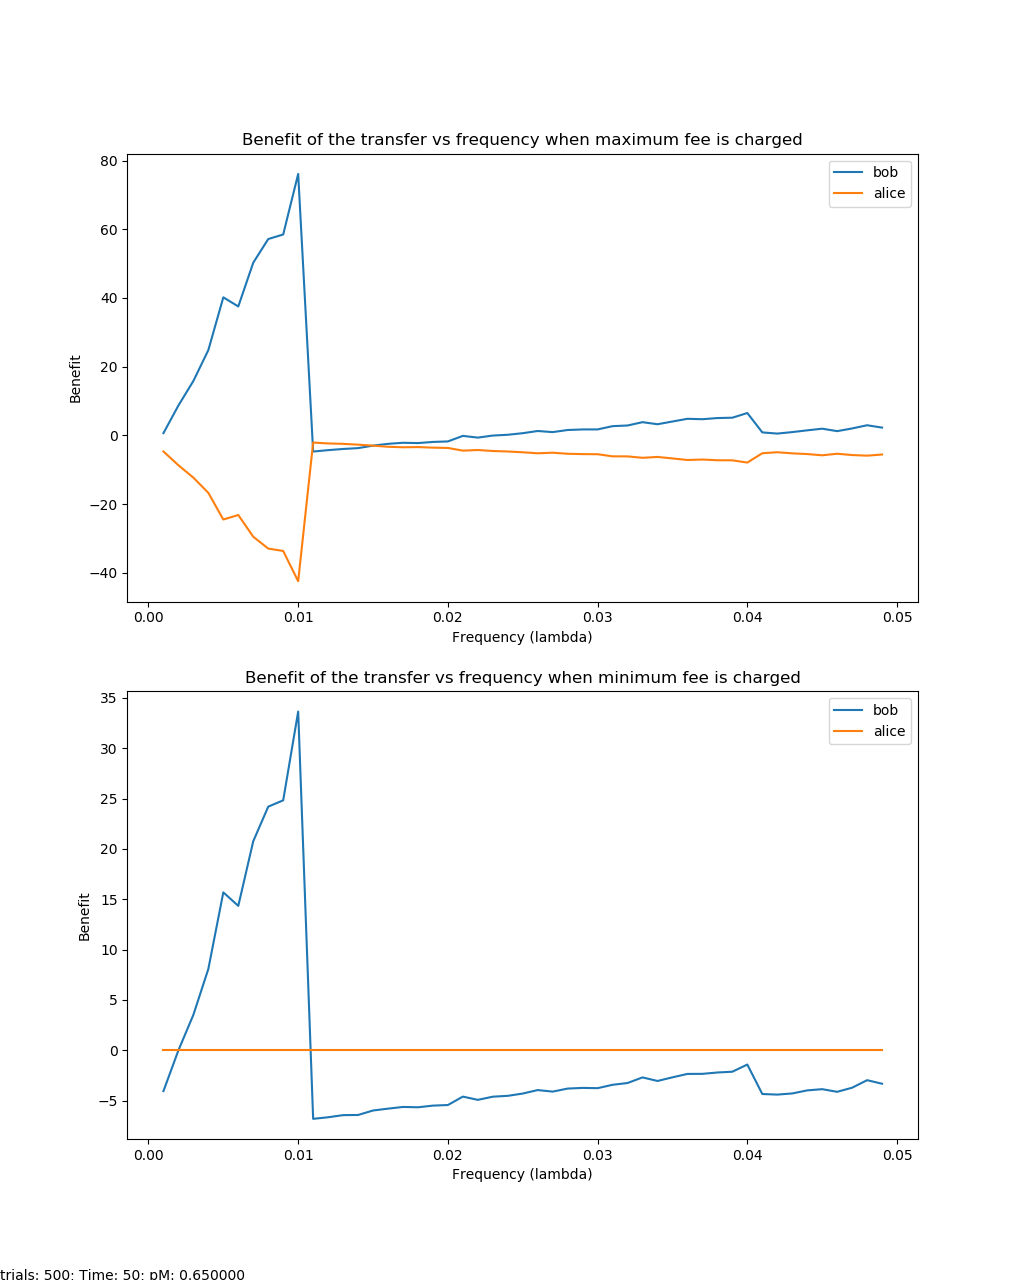 Benefit of the transfer vs frequency when maximum fee is charged
bob
alice
80
60
40
20
0
−20
−40
Benefit
0.00 0.01 0.02 0.03 0.04 0.05
Frequency (lambda)
Benefit of the transfer vs frequency when minimum fee is charged
bob
alice
35
30
25
20
15
10
5
0
−5
Benefit
0.00 0.01 0.02 0.03 0.04 0.05
Frequency (lambda)
trials: 500; Time: 50; pM: 0.650000